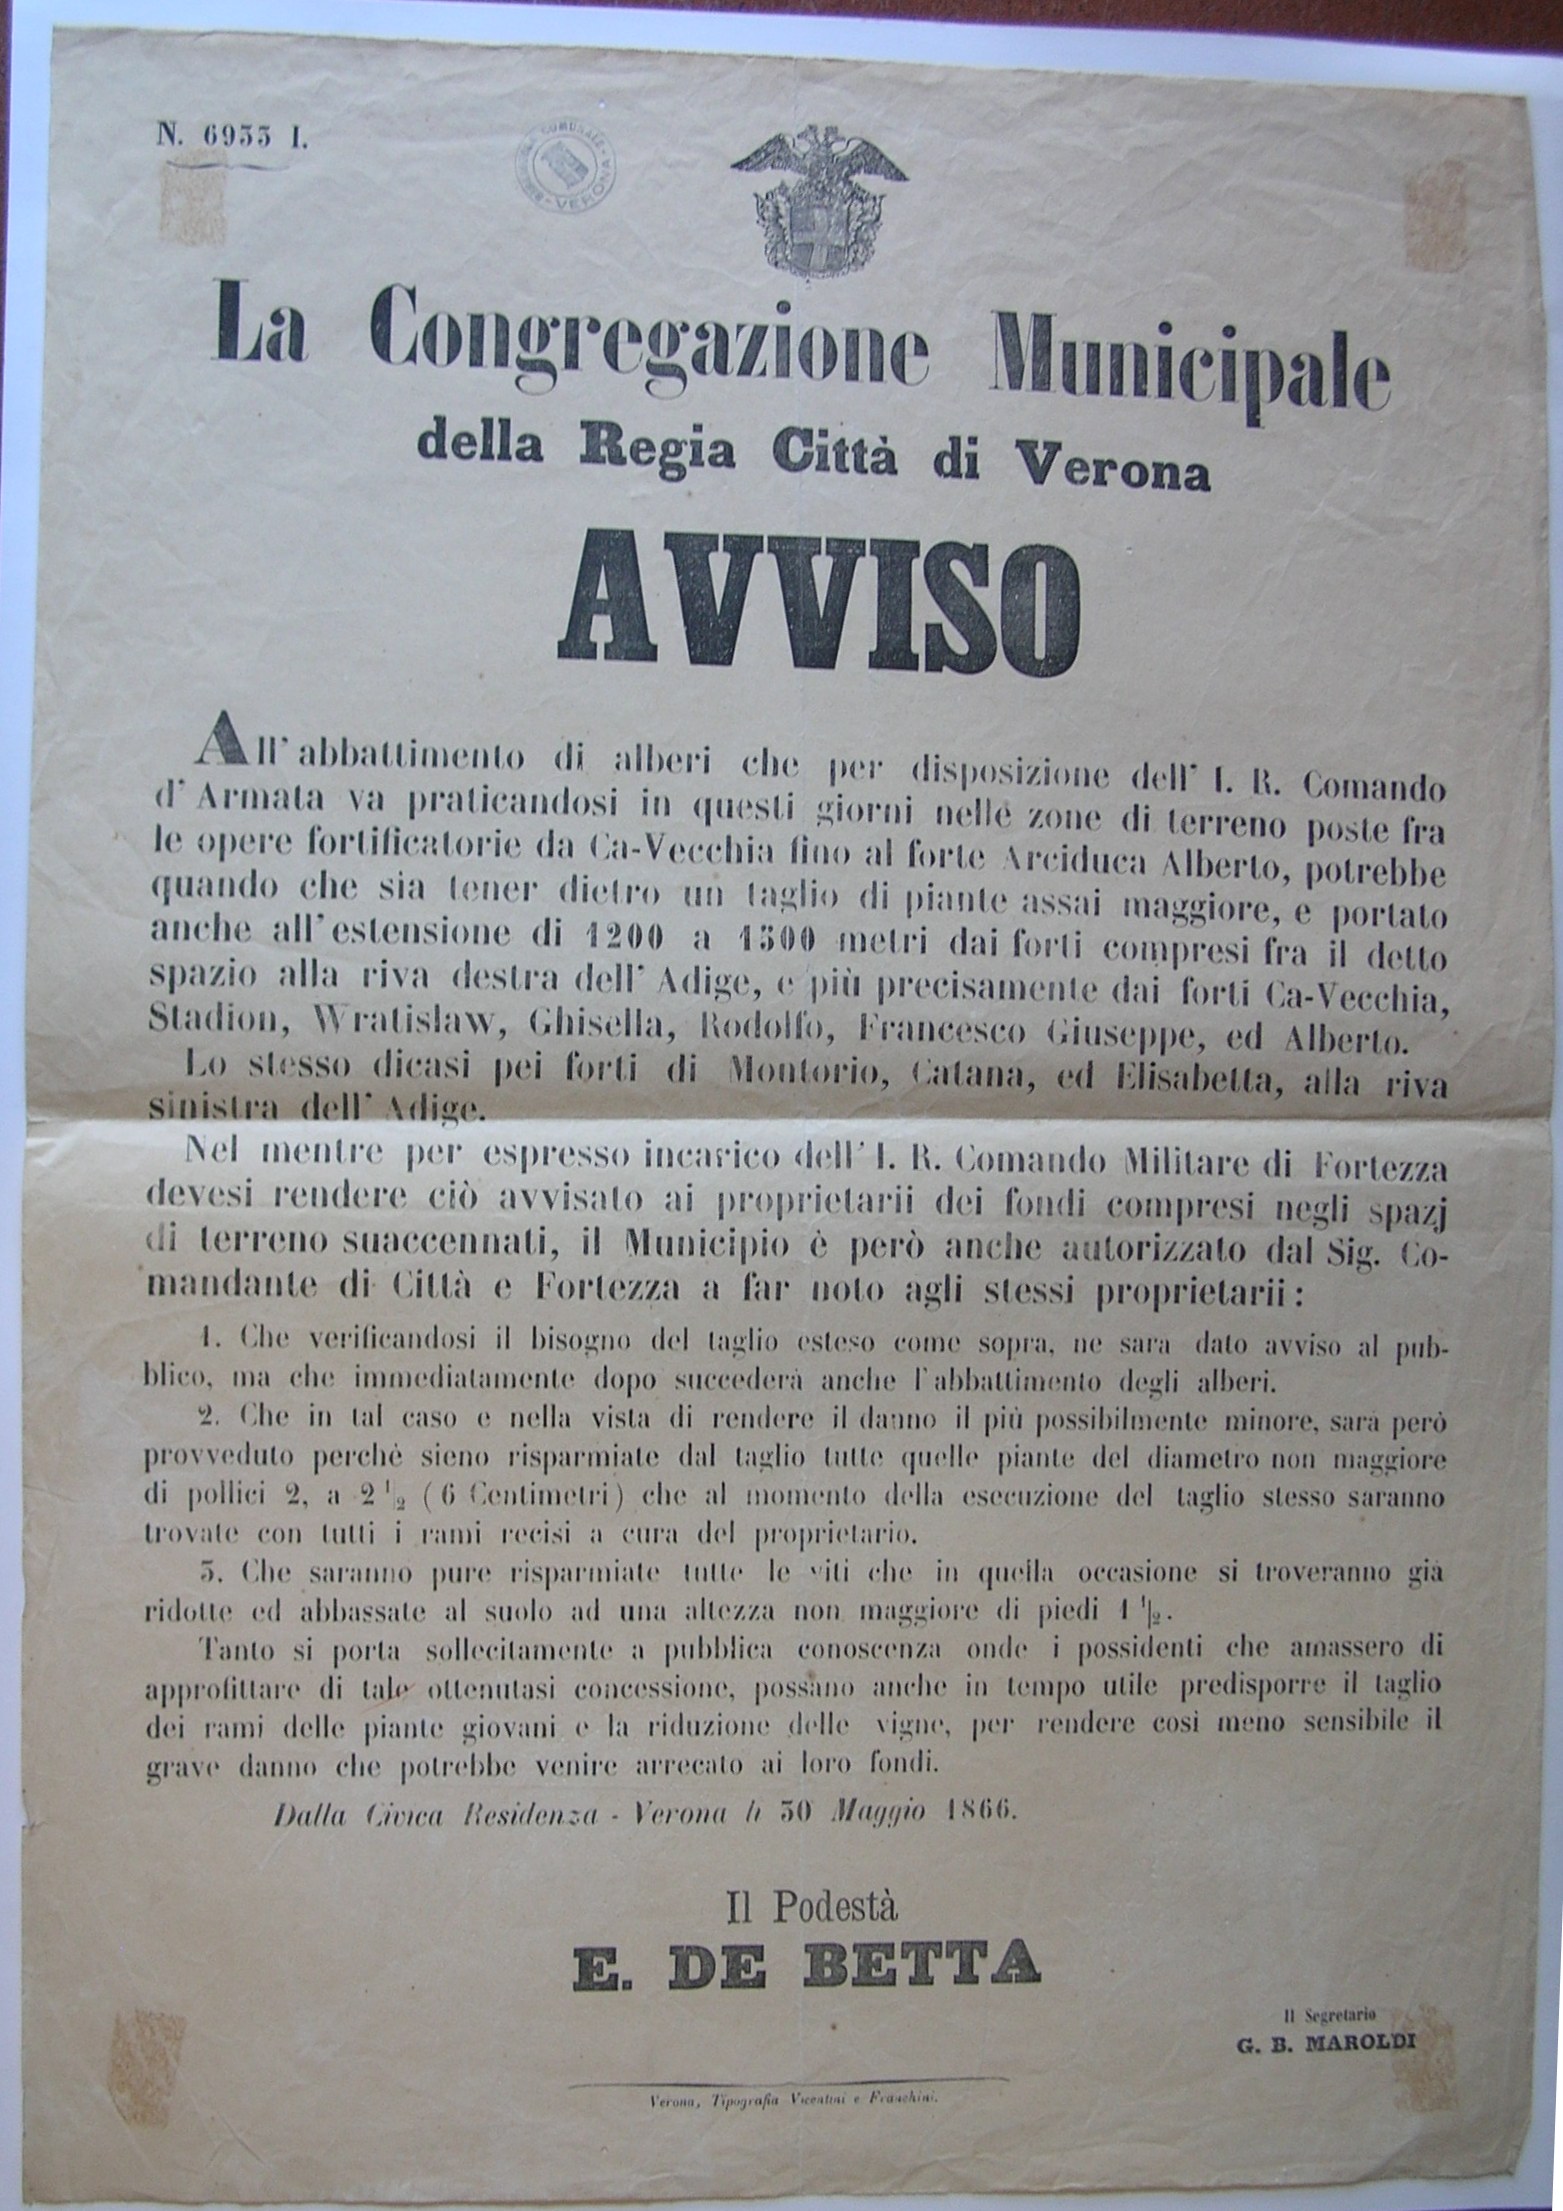 N. 6933 I.
COMUNALE
VERONA
La Congregazione Municipale
della Regia Città di Verona
AVVISO
All' abbattimento di alberi che per disposizione dell' I. R. Comando
d' Armata va praticandosi in questi giorni nelle zone di terreno poste fra
le opere fortificatorie da Ca-Vecchia fino al forte Arciduca Alberto, potrebbe
quando che sia tener dietro un taglio di piante assai maggiore, e portato
anche all' estensione di 1200 a 1500 metri dai forti compresi fra il detto
spazio alla riva destra dell' Adige, e più precisamente dai forti Ca-Vecchia,
Stadion, Wratislaw, Ghisella, Rodolfo, Francesco Giuseppe, ed Alberto.
Lo stesso dicasi pei forti di Montorio, Catana, ed Elisabetta, alla riva
sinistra dell' Adige.
Nel mentre per espresso incarico dell' I. R. Comando Militare di Fortezza
devesi rendere ciò avvisato ai proprietarii dei fondi compresi negli spazj
di terreno suaccennati, il Municipio è però anche autorizzato dal Sig. Co-
mandante di Città e Fortezza a far noto agli stessi proprietarii:
1. Che verificandosi il bisogno del taglio esteso come sopra, ne sarà dato avviso al pub-
blico, ma che immediatamente dopo succederà anche l' abbattimento degli alberi.
2. Che in tal caso e nella vista di rendere il danno il più possibilmente minore, sarà però
provveduto perchè sieno risparmiate dal taglio tutte quelle piante del diametro non maggiore
di pollici 2, a 2 1/2 (6 Centimetri) che al momento della esecuzione del taglio stesso saranno
trovate con tutti i rami recisi a cura del proprietario.
3. Che saranno pure risparmiate tutte le viti che in quella occasione si troveranno già
ridotte ed abbassate al suolo ad una altezza non maggiore di piedi 1 1/2.
Tanto si porta sollecitamente a pubblica conoscenza onde i possidenti che amassero di
approfittare di tale ottenutasi concessione, possano anche in tempo utile predisporre il taglio
dei rami delle piante giovani e la riduzione delle vigne, per rendere così meno sensibile il
grave danno che potrebbe venire arrecato ai loro fondi.
Dalla Civica Residenza - Verona li 30 Maggio 1866.
Il Podestà
E. DE BETTA
Il Segretario
G. B. MAROLDI
Verona, Tipografia Vicentini e Franchini.